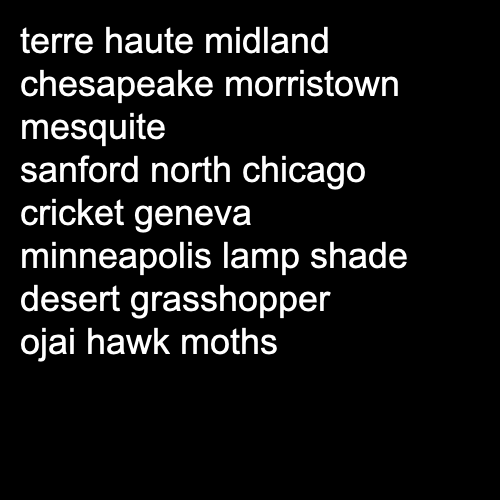 terre haute midland
chesapeake morristown
mesquite
sanford north chicago
cricket geneva
minneapolis lamp shade
desert grasshopper
ojai hawk moths